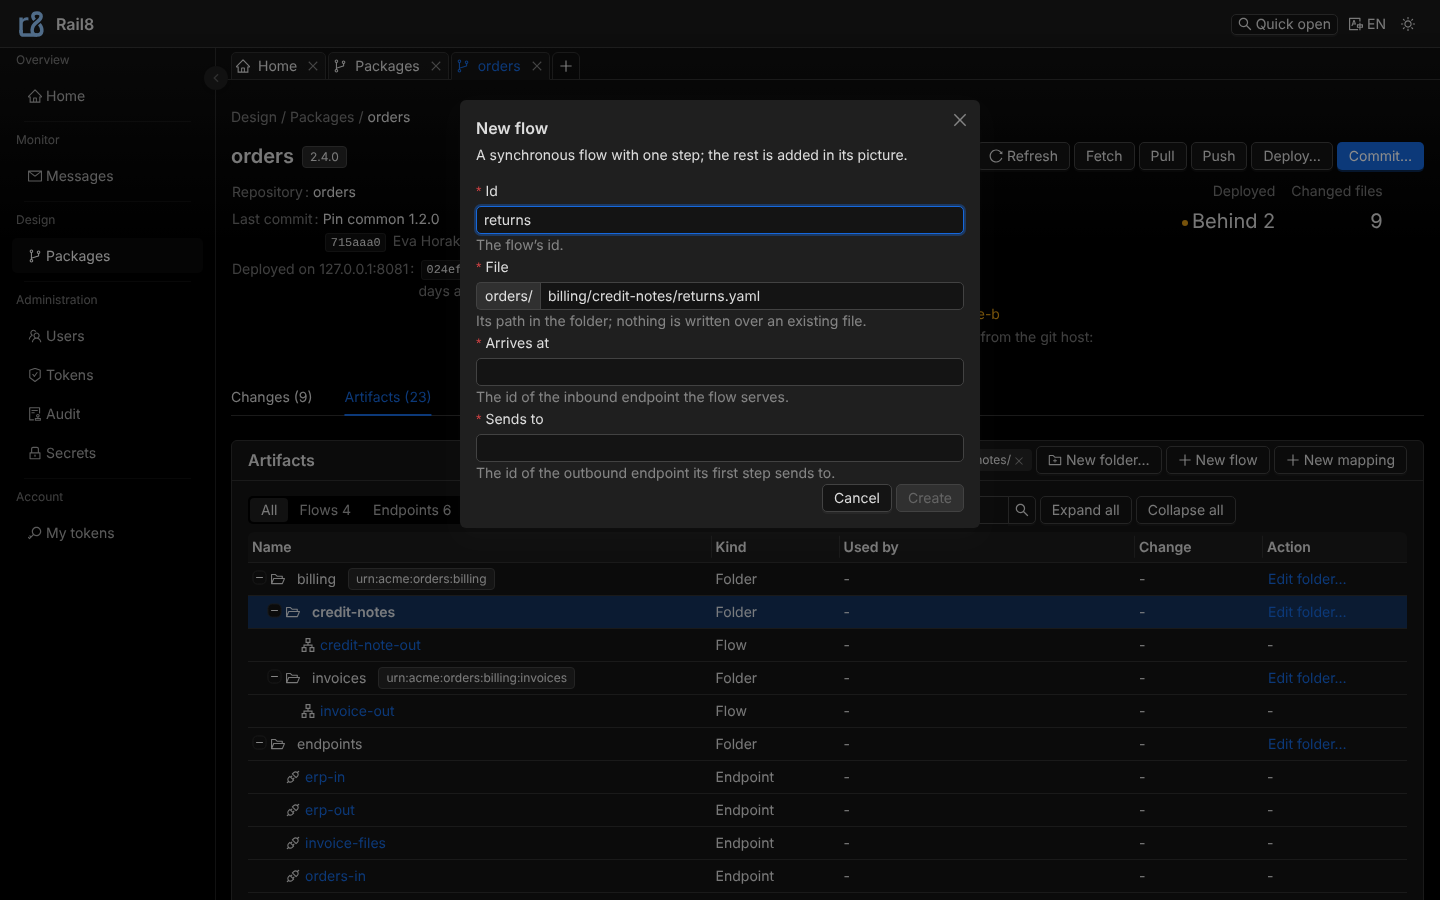 Rail8
Quick open
EN
Overview
Home
Monitor
Messages
Design
Packages
Administration
Users
Tokens
Audit
Secrets
Account
My tokens
Home
Packages
orders
Design / Packages / orders
orders 2.4.0
Refresh
Fetch
Pull
Push
Deploy...
Commit...
Repository: orders
Last commit: Pin common 1.2.0
715aaa0 Eva Horak
Deployed on 127.0.0.1:8081: 024ef
days a
Deployed
Behind 2
Changed files
9
e-b
from the git host:
Changes (9)
Artifacts (23)
New flow
A synchronous flow with one step; the rest is added in its picture.
* Id
returns
The flow’s id.
* File
orders/ billing/credit-notes/returns.yaml
Its path in the folder; nothing is written over an existing file.
* Arrives at
The id of the inbound endpoint the flow serves.
* Sends to
The id of the outbound endpoint its first step sends to.
Cancel
Create
Artifacts
notes/
New folder...
New flow
New mapping
All
Flows 4
Endpoints 6
Expand all
Collapse all
Name Kind Used by Change Action
billing urn:acme:orders:billing Folder - - Edit folder...
credit-notes Folder - - Edit folder...
credit-note-out Flow - - -
invoices urn:acme:orders:billing:invoices Folder - - Edit folder...
invoice-out Flow - - -
endpoints Folder - - Edit folder...
erp-in Endpoint - - -
erp-out Endpoint - - -
invoice-files Endpoint - - -
orders-in Endpoint - - -